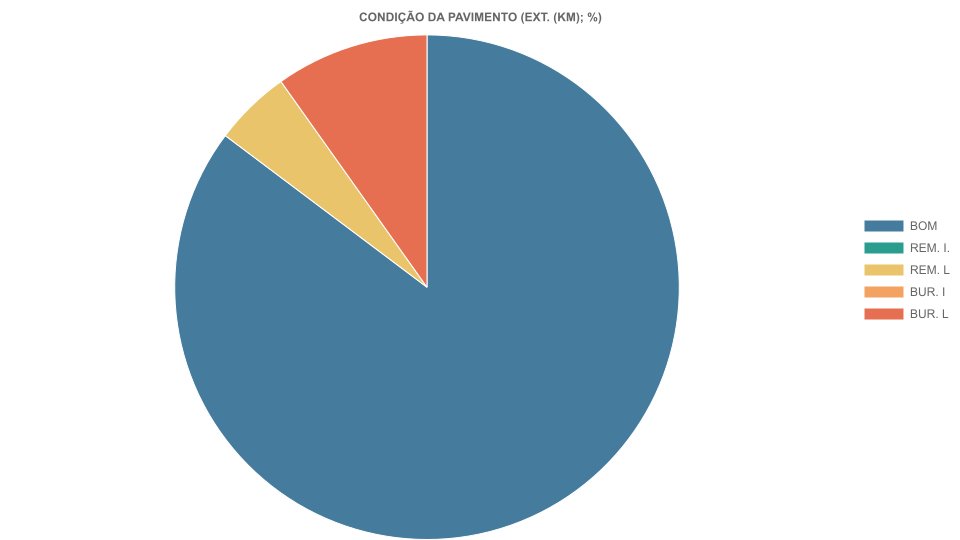 CONDIÇÃO DA PAVIMENTO (EXT. (KM); %)
BOM
REM. I.
REM. L
BUR. I
BUR. L